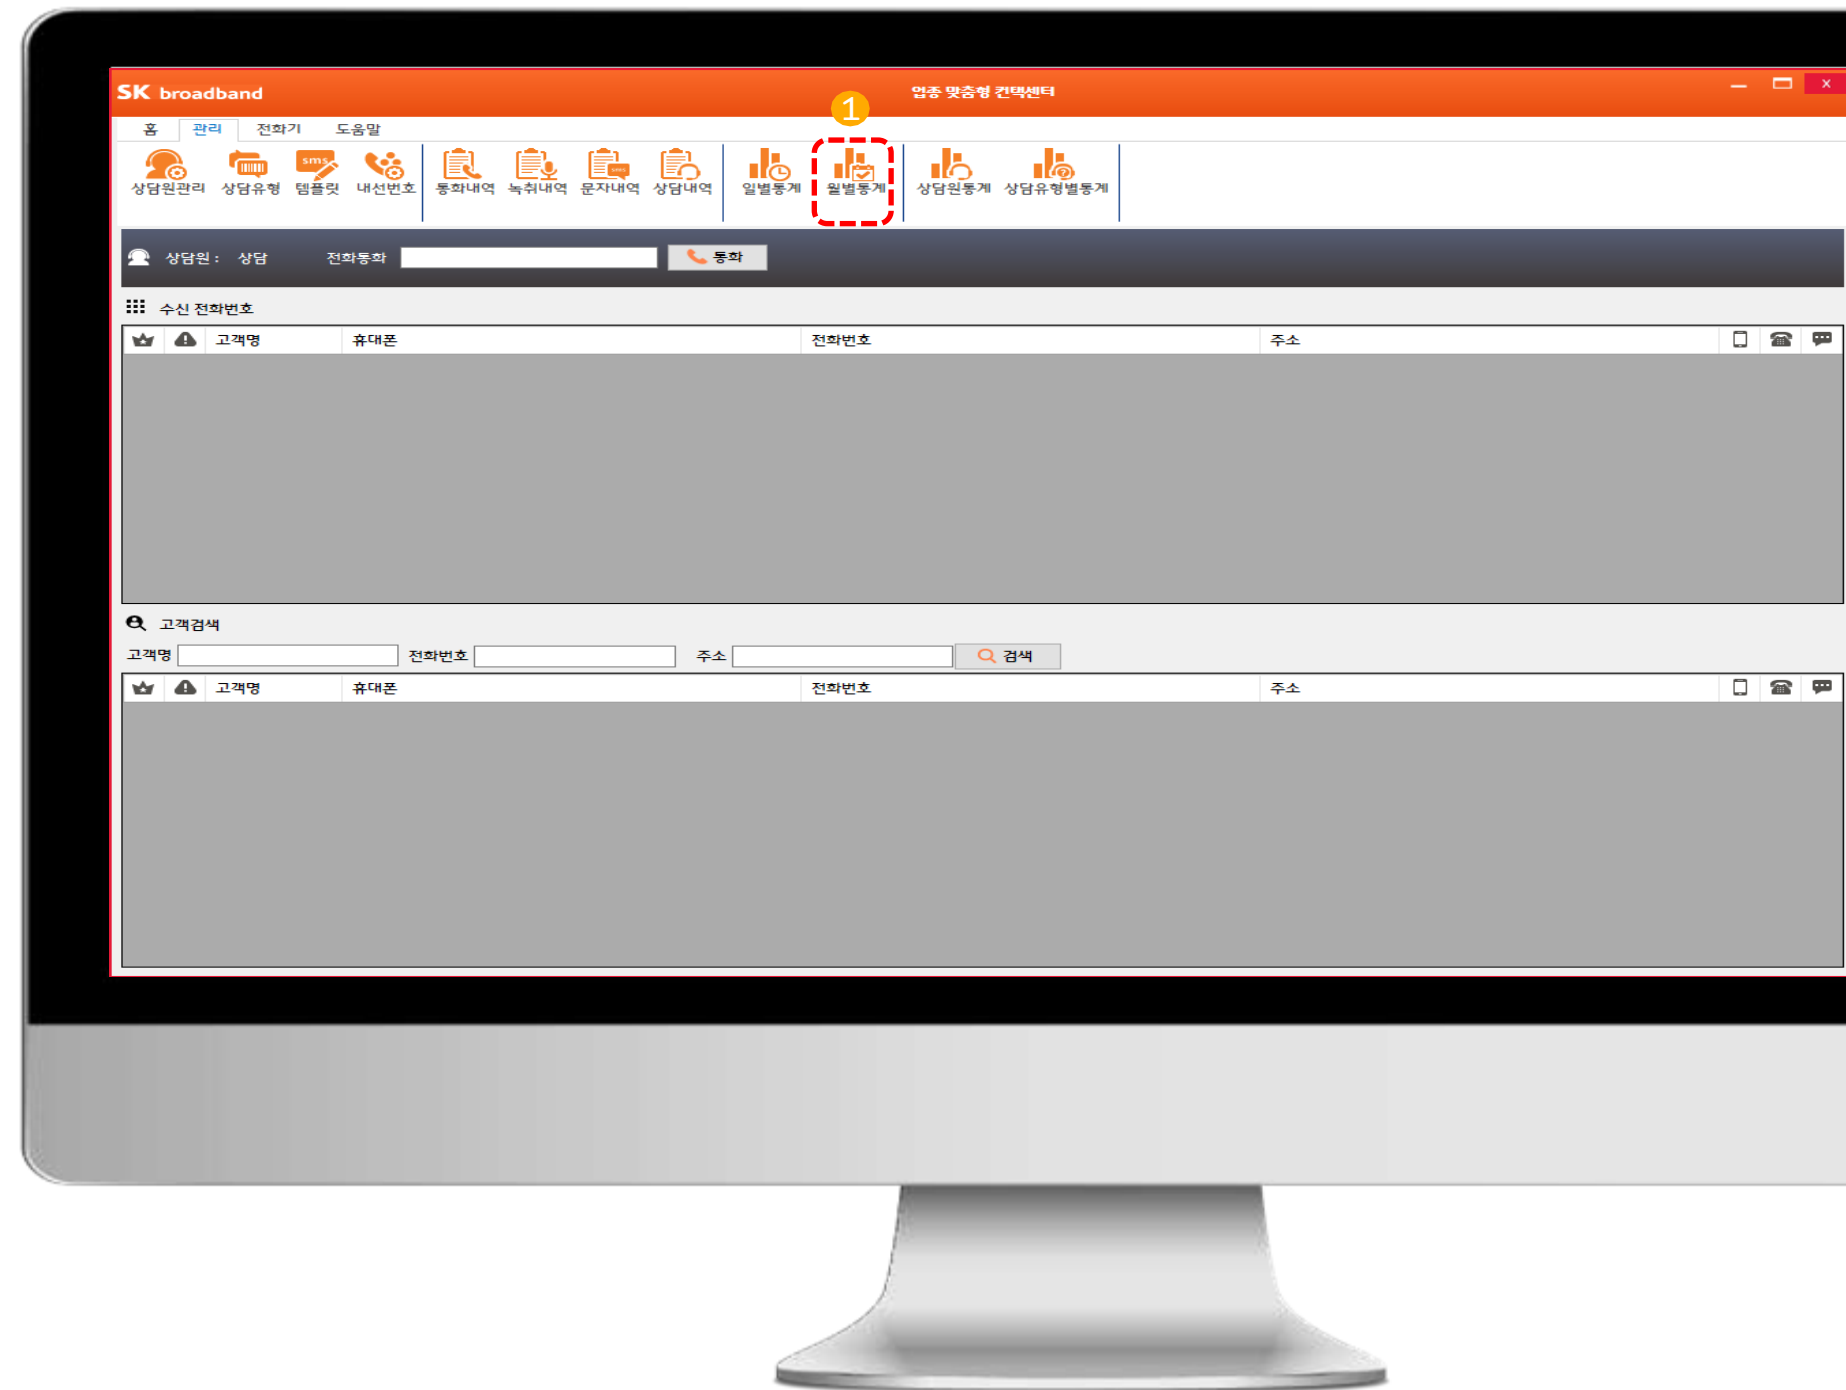 SK broadband
업종 맞춤형 컨택센터
x
1
홈 관리 전화기 도움말
sms
sms
상담원관리 상담유형 템플릿 내선번호 통화내역 녹취내역 문자내역 상담내역 일별통계 월별통계 상담원통계 상담유형별통계
상담원 : 상담 전화통화 통화
수신 전화번호
고객명 휴대폰 전화번호 주소
고객검색
고객명 전화번호 주소 검색
고객명 휴대폰 전화번호 주소